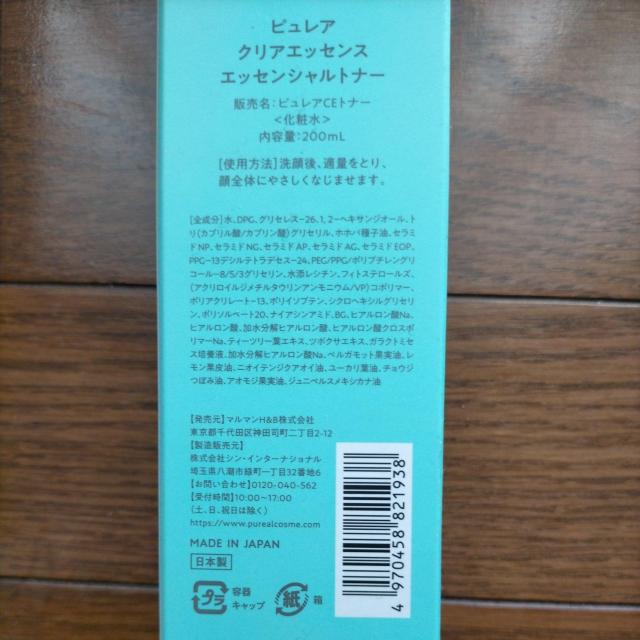 ピュレア
クリアエッセンス
エッセンシャルトナー
販売名:ピュレアCEトナー
<化粧水>
内容量:200mL
[使用方法]洗顔後、適量をとり、
顔全体にやさしくなじませます。
[全成分]水、DPG、グリセレス-26、1,2-ヘキサンジオール、ト
リ(カプリル酸/カプリン酸)グリセリル、ホホバ種子油、セラミ
ドNP、セラミドNG、セラミドAP、セラミドAG、セラミドEOP、
PPG-13デシルテトラデセス-24、PEG/PPG/ポリブチレングリ
コール-8/5/3グリセリン、水添レシチン、フィトステロールズ、
(アクリロイルジメチルタウリンアンモニウム/VP)コポリマー、
ポリアクリレート-13、ポリイソブテン、シクロヘキシルグリセリ
ン、ポリソルベート20、ナイアシンアミド、BG、ヒアルロン酸Na、
ヒアルロン酸、加水分解ヒアルロン酸、ヒアルロン酸クロスポ
リマーNa、ティーツリー葉エキス、ツボクサエキス、ガラクトミセ
ス培養液、加水分解ヒアルロン酸Na、ベルガモット果実油、レ
モン果皮油、ニオイテンジクアオイ油、ユーカリ葉油、チョウジ
つぼみ油、アオモジ果実油、ジュニペルスメキシカナ油
【発売元】マルマンH&B株式会社
東京都千代田区神田司町二丁目2-12
【製造販売元】
株式会社シン・インターナショナル
埼玉県八潮市緑町一丁目32番地6
【お問い合わせ】0120-040-562
【受付時間】10:00~17:00
(土、日、祝日は除く)
https://www.purealcosme.com
MADE IN JAPAN
日本製
プラ
容器
キャップ
紙
箱
4 970458 821938